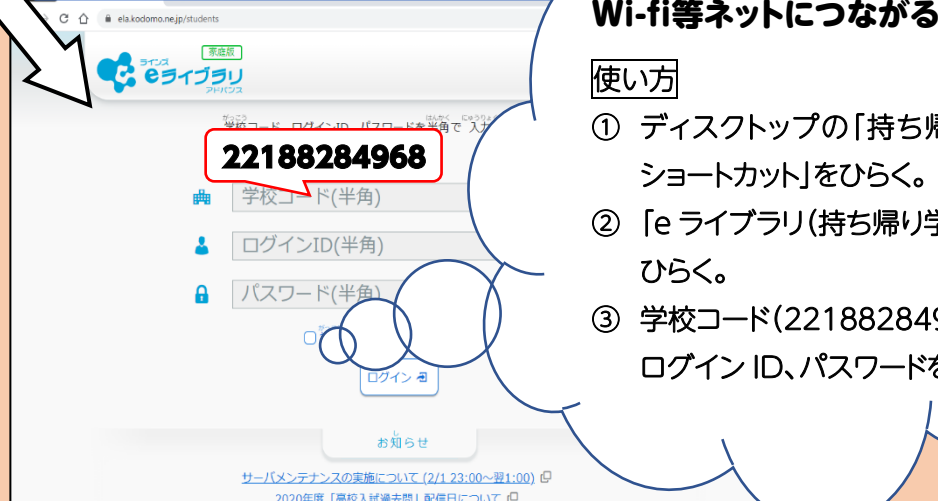 ela.kodomo.ne.jp/students
家庭版
ラインズ
eライブラリ
アドバンス
学校コード、ログインID、パスワードを半角で 入力
22188284968
学校コード(半角)
ログインID(半角)
パスワード(半角)
ログイン
お知らせ
サーバメンテナンスの実施について (2/1 23:00~翌1:00)
2020年度「高校入試過去問」配信日について
Wi-fi等ネットにつながる
使い方
① ディスクトップの「持ち帰
ショートカット」をひらく。
② 「e ライブラリ(持ち帰り学
ひらく。
③ 学校コード(221882849
ログイン ID、パスワードを